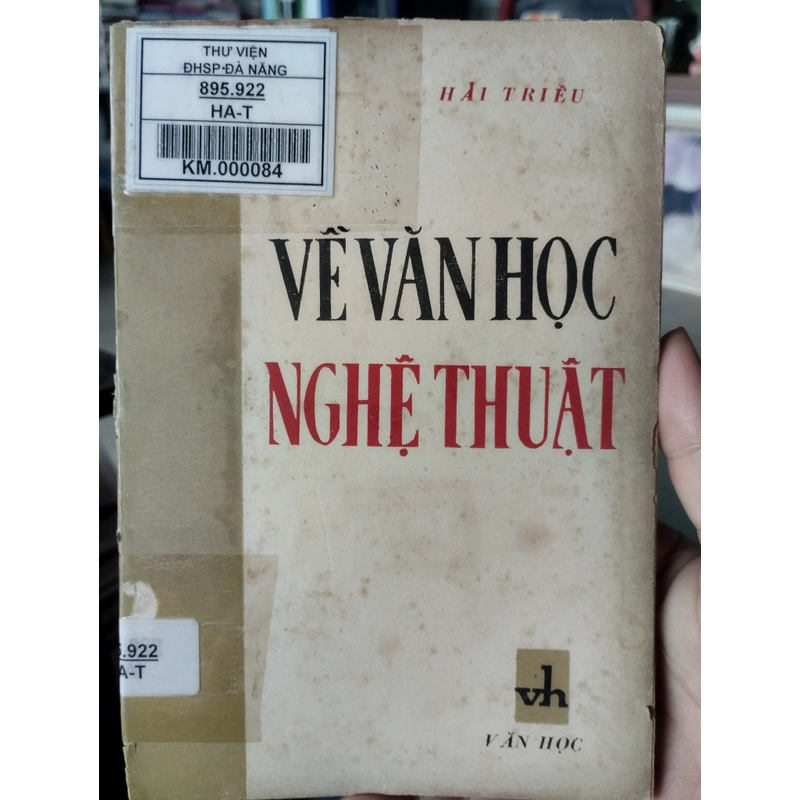 THƯ VIỆN
ĐHSP-ĐÀ NẴNG
895.922
HA-T
KM.000084
HẢI TRIỀU
VỀ VĂN HỌC
NGHỆ THUẬT
5.922
A-T
vh
VĂN HỌC